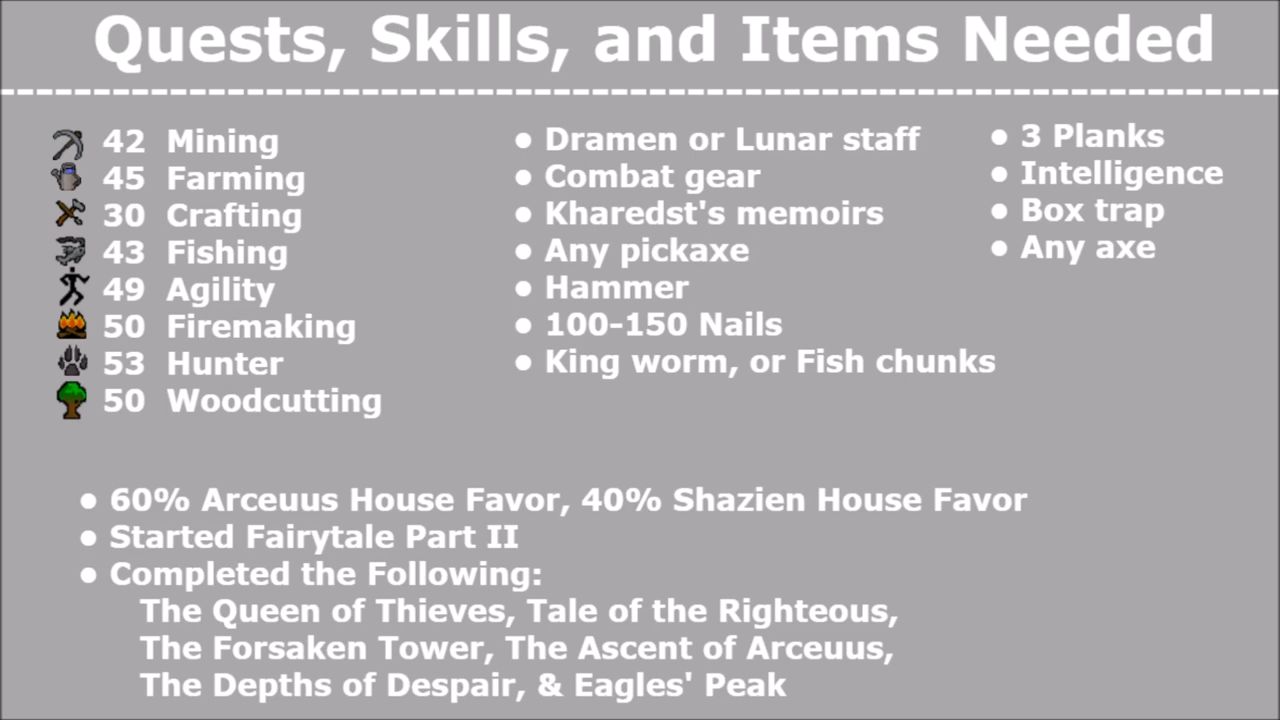 Quests, Skills, and Items Needed
42 Mining
45 Farming
30 Crafting
43 Fishing
49 Agility
50 Firemaking
53 Hunter
50 Woodcutting
• Dramen or Lunar staff
• Combat gear
• Kharedst's memoirs
• Any pickaxe
• Hammer
• 100-150 Nails
• King worm, or Fish chunks
• 3 Planks
• Intelligence
• Box trap
• Any axe
• 60% Arceuus House Favor, 40% Shazien House Favor
• Started Fairytale Part II
• Completed the Following:
The Queen of Thieves, Tale of the Righteous,
The Forsaken Tower, The Ascent of Arceuus,
The Depths of Despair, & Eagles' Peak